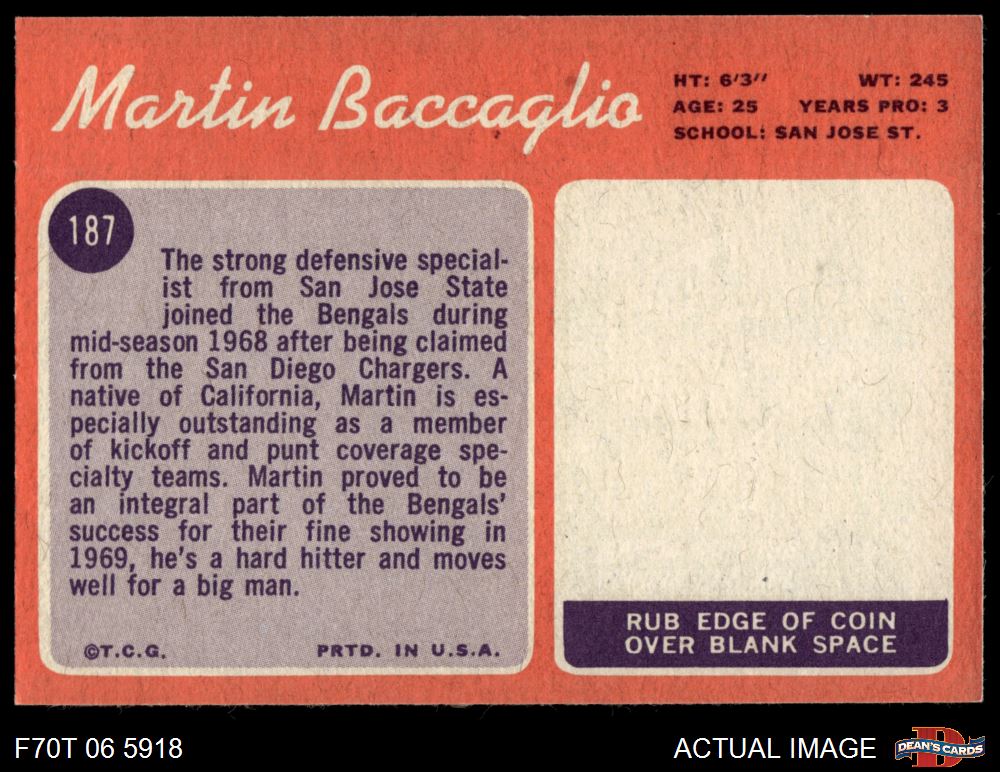 Martin Baccaglio
HT: 6'3" WT: 245
AGE: 25 YEARS PRO: 3
SCHOOL: SAN JOSE ST.
187
The strong defensive special-
ist from San Jose State
joined the Bengals during
mid-season 1968 after being claimed
from the San Diego Chargers. A
native of California, Martin is es-
pecially outstanding as a member
of kickoff and punt coverage spe-
cialty teams. Martin proved to be
an integral part of the Bengals'
success for their fine showing in
1969, he's a hard hitter and moves
well for a big man.
©T.C.G. PRTD. IN U.S.A.
RUB EDGE OF COIN
OVER BLANK SPACE
F70T 06 5918
ACTUAL IMAGE
DEAN'S CARDS